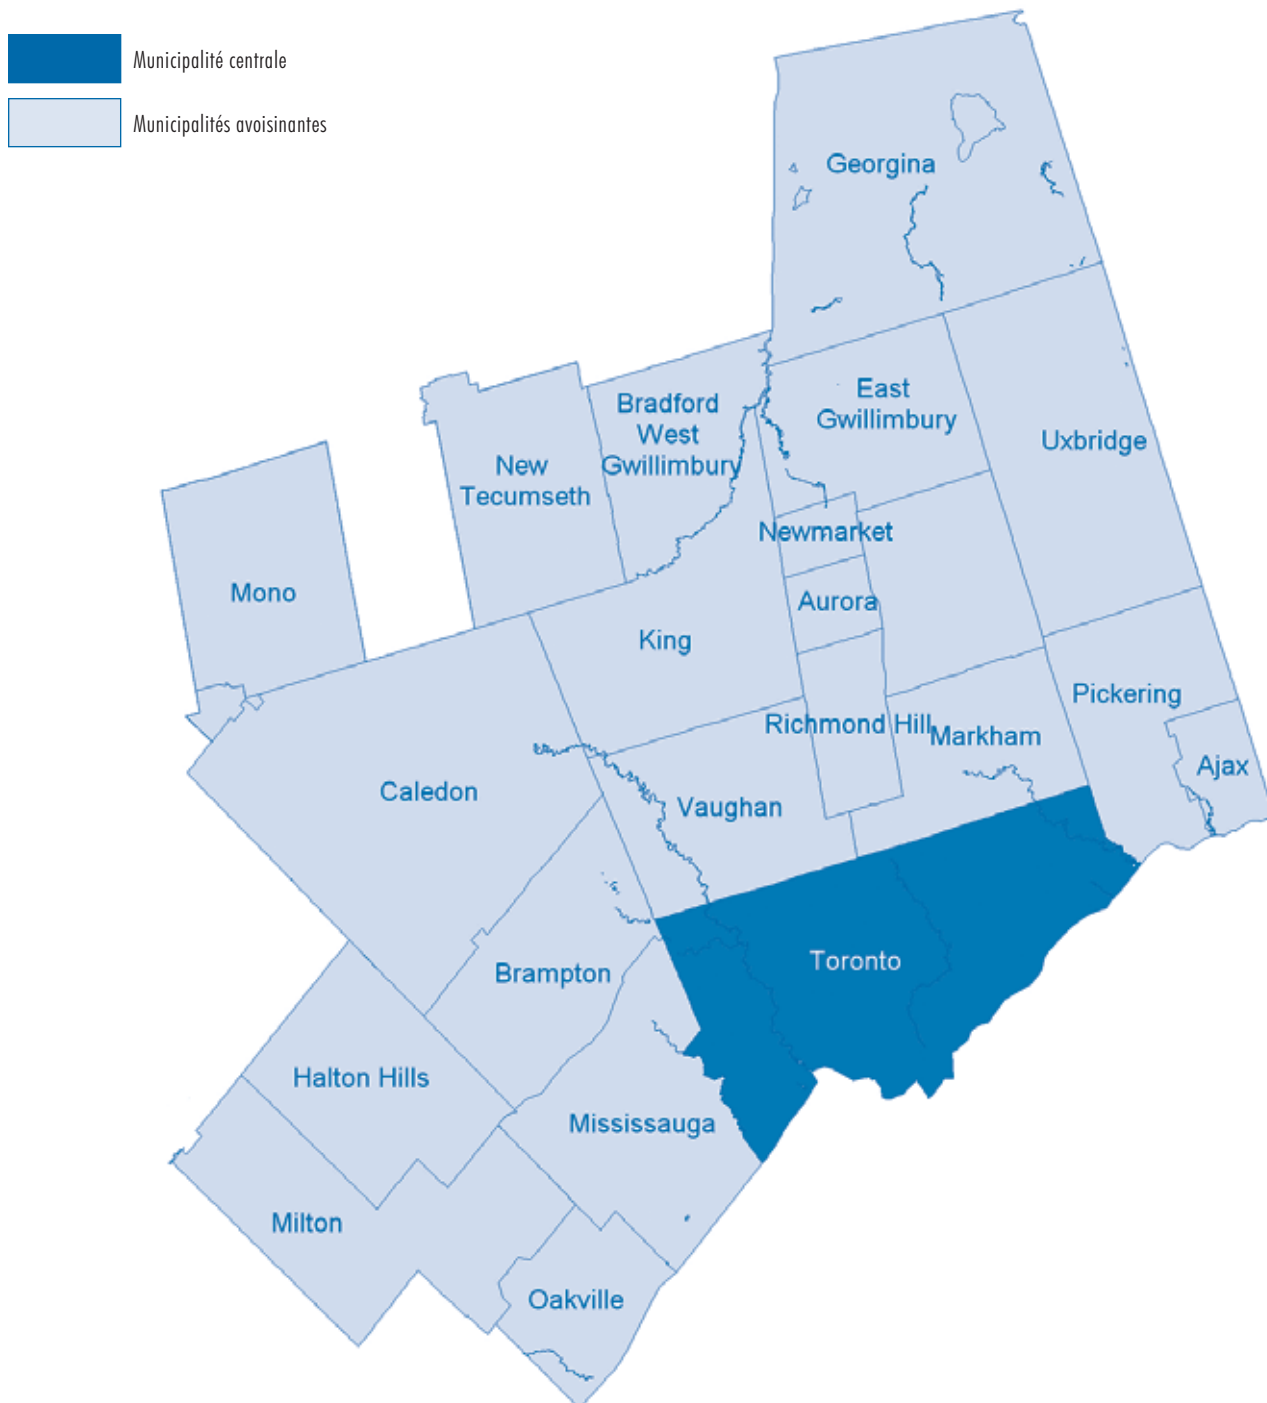 Municipalité centrale
Municipalités avoisinantes
Georgina
East
Gwillimbury
Bradford
West
Gwillimbury
Uxbridge
New
Tecumseth
Newmarket
Mono
Aurora
King
Pickering
Richmond Hill
Markham
Ajax
Caledon
Vaughan
Toronto
Brampton
Halton Hills
Mississauga
Milton
Oakville